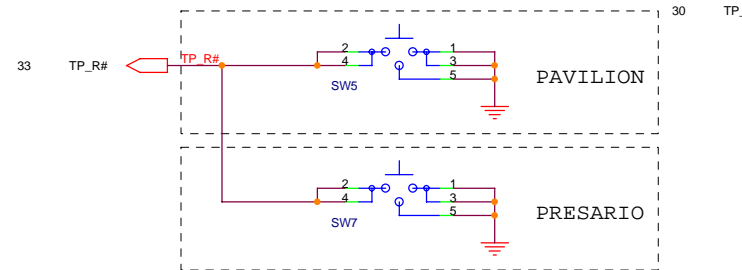 30 TP_
33 TP_R# TP_R#
2 1
4 3
5
SW5
PAVILION
2 1
4 3
5
SW7
PRESARIO